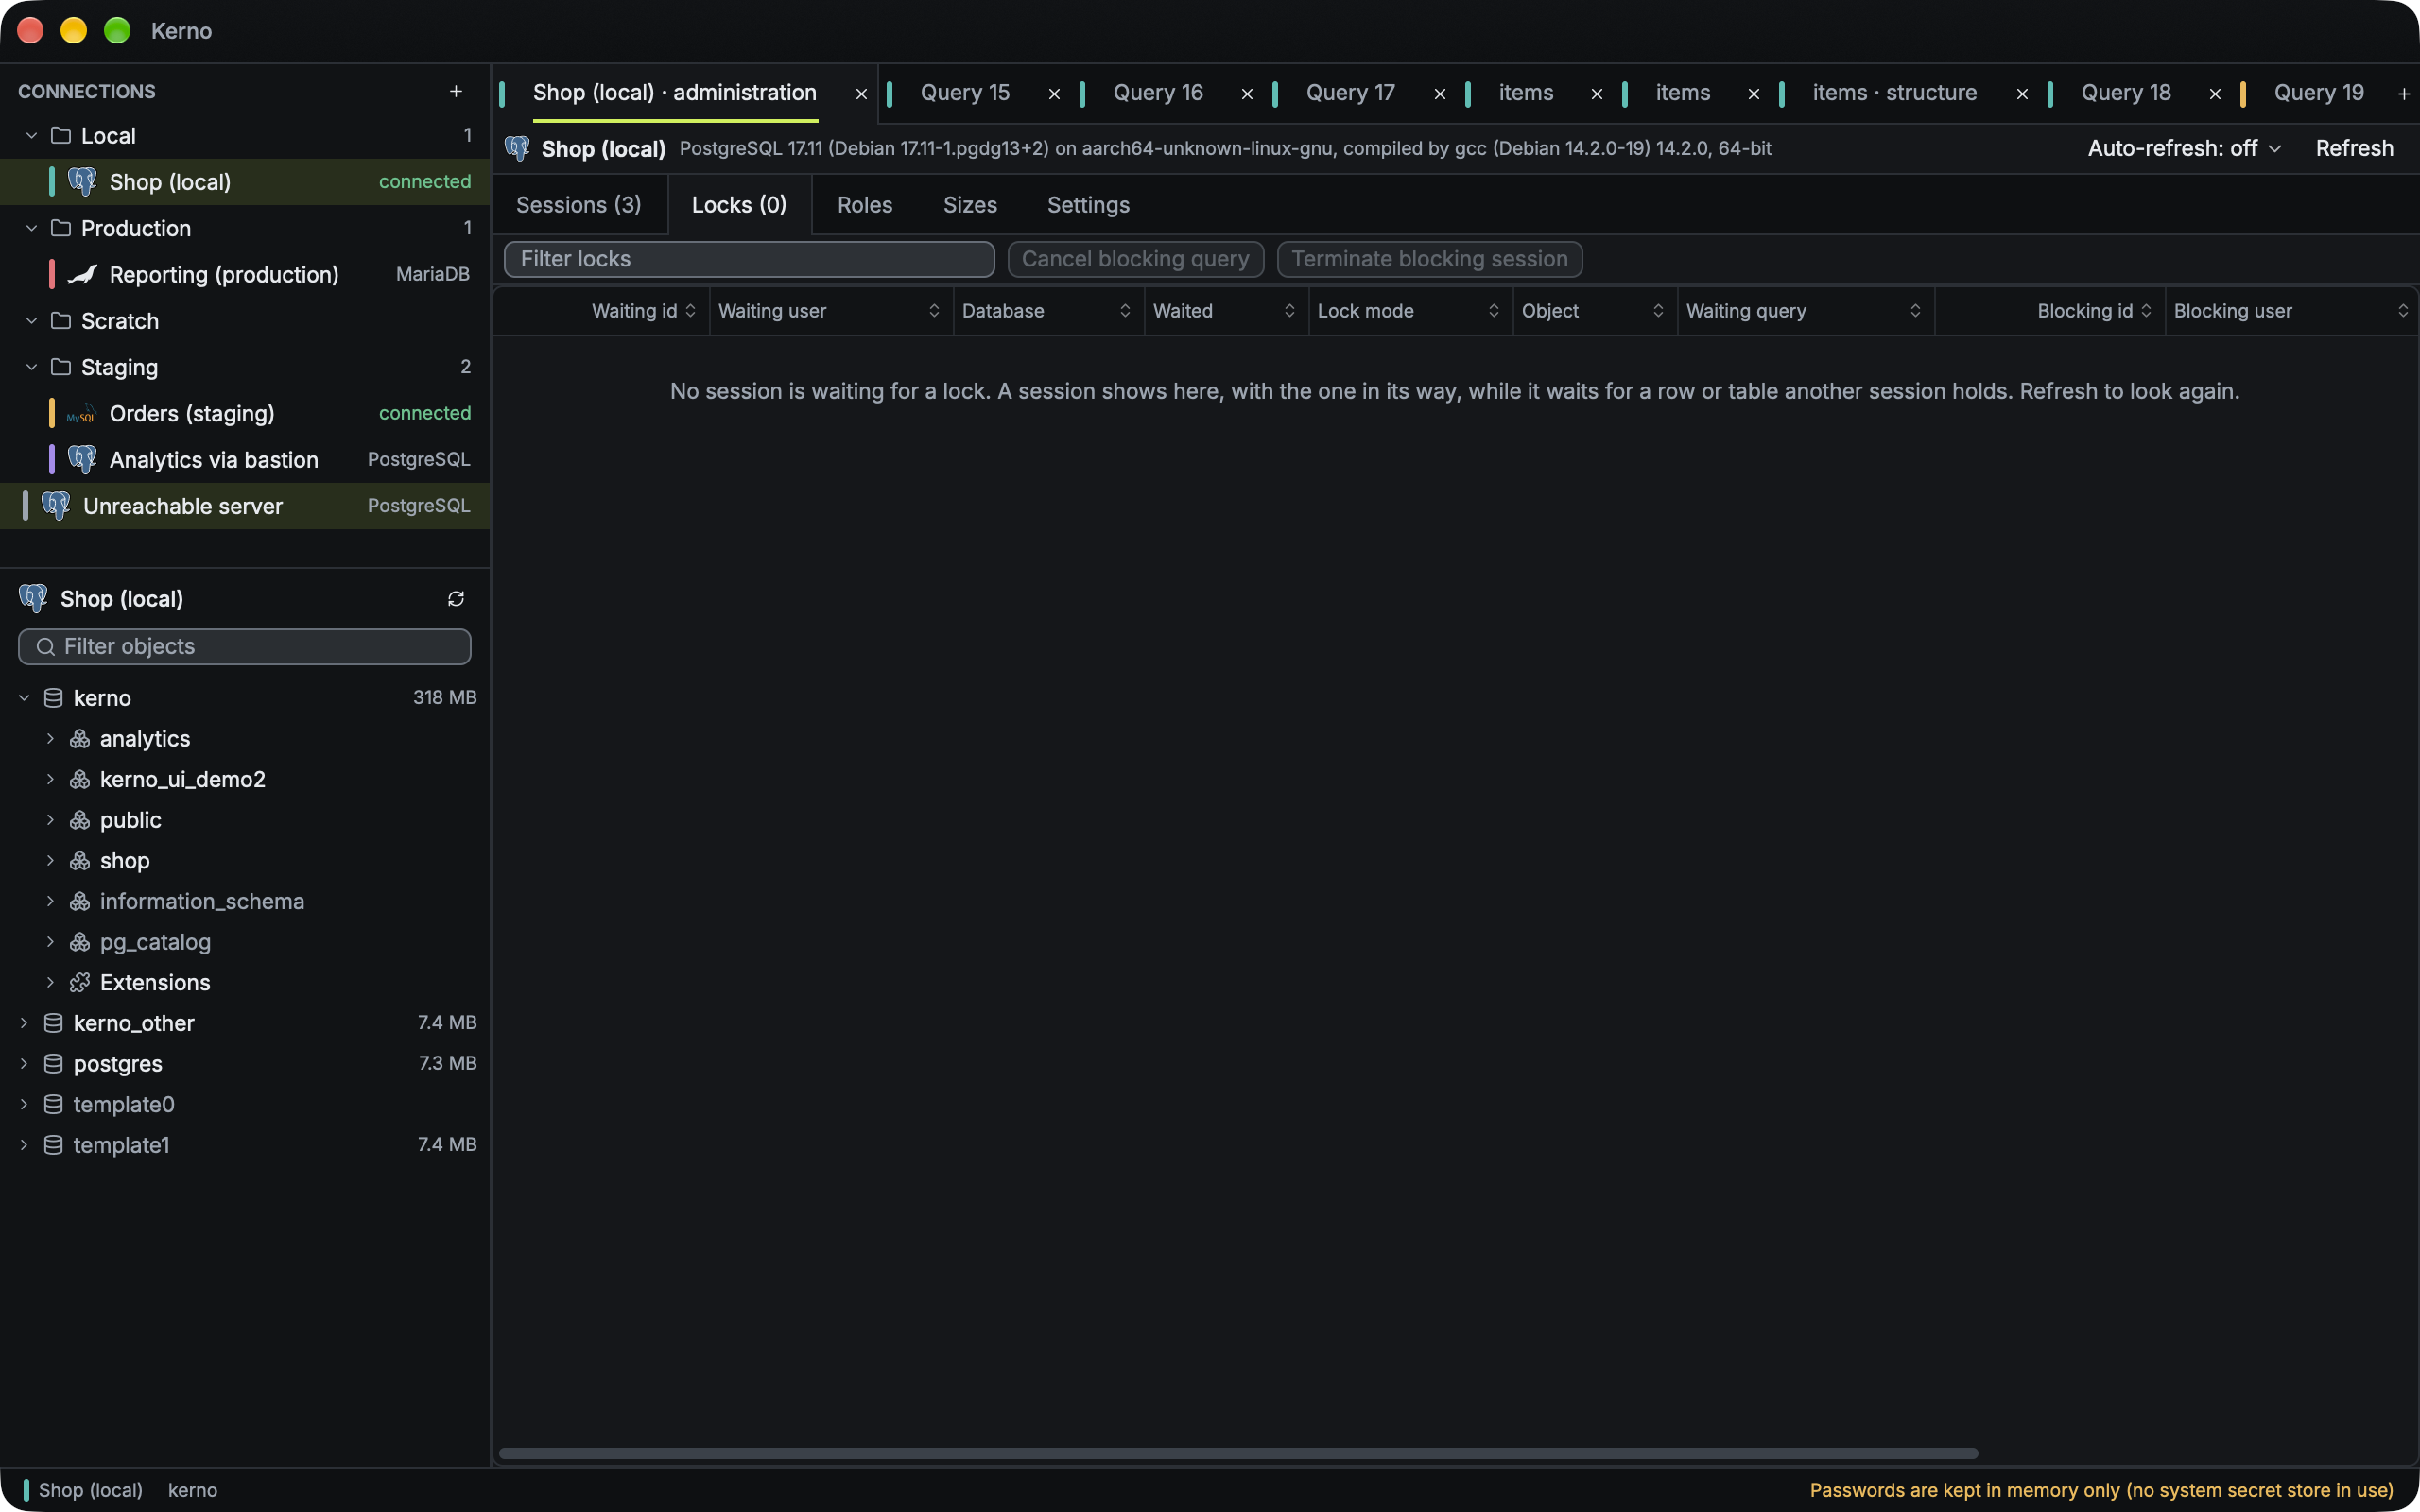 Kerno
CONNECTIONS
Local 1
Shop (local) connected
Production 1
Reporting (production) MariaDB
Scratch
Staging 2
MySQL Orders (staging) connected
Analytics via bastion PostgreSQL
Unreachable server PostgreSQL
Shop (local)
Filter objects
kerno 318 MB
analytics
kerno_ui_demo2
public
shop
information_schema
pg_catalog
Extensions
kerno_other 7.4 MB
postgres 7.3 MB
template0
template1 7.4 MB
Shop (local) · administration Query 15 Query 16 Query 17 items items items · structure Query 18 Query 19
Shop (local) PostgreSQL 17.11 (Debian 17.11-1.pgdg13+2) on aarch64-unknown-linux-gnu, compiled by gcc (Debian 14.2.0-19) 14.2.0, 64-bit Auto-refresh: off Refresh
Sessions (3) Locks (0) Roles Sizes Settings
Filter locks Cancel blocking query Terminate blocking session
Waiting id Waiting user Database Waited Lock mode Object Waiting query Blocking id Blocking user
No session is waiting for a lock. A session shows here, with the one in its way, while it waits for a row or table another session holds. Refresh to look again.
Shop (local) kerno Passwords are kept in memory only (no system secret store in use)